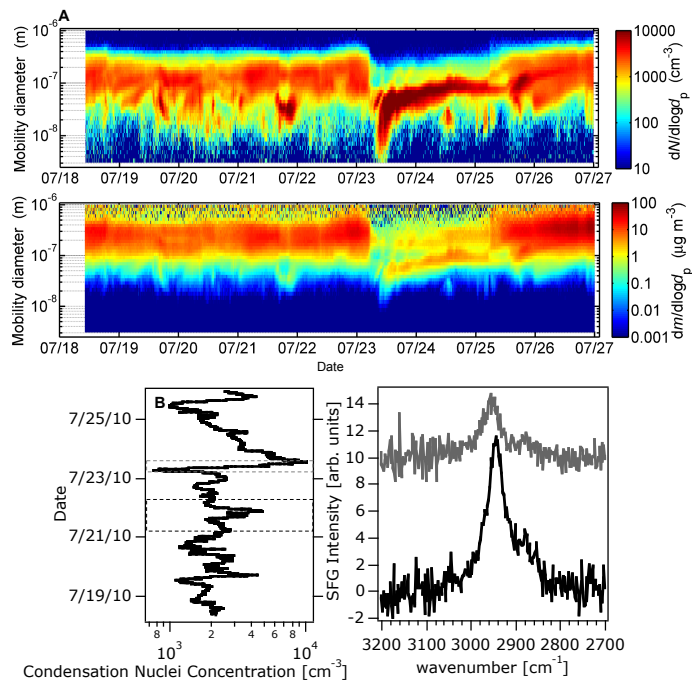 A
Mobility diameter (m)
10⁻⁶
10⁻⁷
10⁻⁸
07/18 07/19 07/20 07/21 07/22 07/23 07/24 07/25 07/26 07/27
10000
1000
100
10
dN/dlogdₚ (cm⁻³)
Mobility diameter (m)
10⁻⁶
10⁻⁷
10⁻⁸
07/18 07/19 07/20 07/21 07/22 07/23 07/24 07/25 07/26 07/27
Date
100
10
1
0.1
0.01
0.001
dm/dlogdₚ (µg m⁻³)
B
Date
7/25/10
7/23/10
7/21/10
7/19/10
8 10³ 2 4 6 8 10⁴
Condensation Nuclei Concentration [cm⁻³]
SFG Intensity [arb. units]
14
12
10
8
6
4
2
0
-2
3200 3100 3000 2900 2800 2700
wavenumber [cm⁻¹]